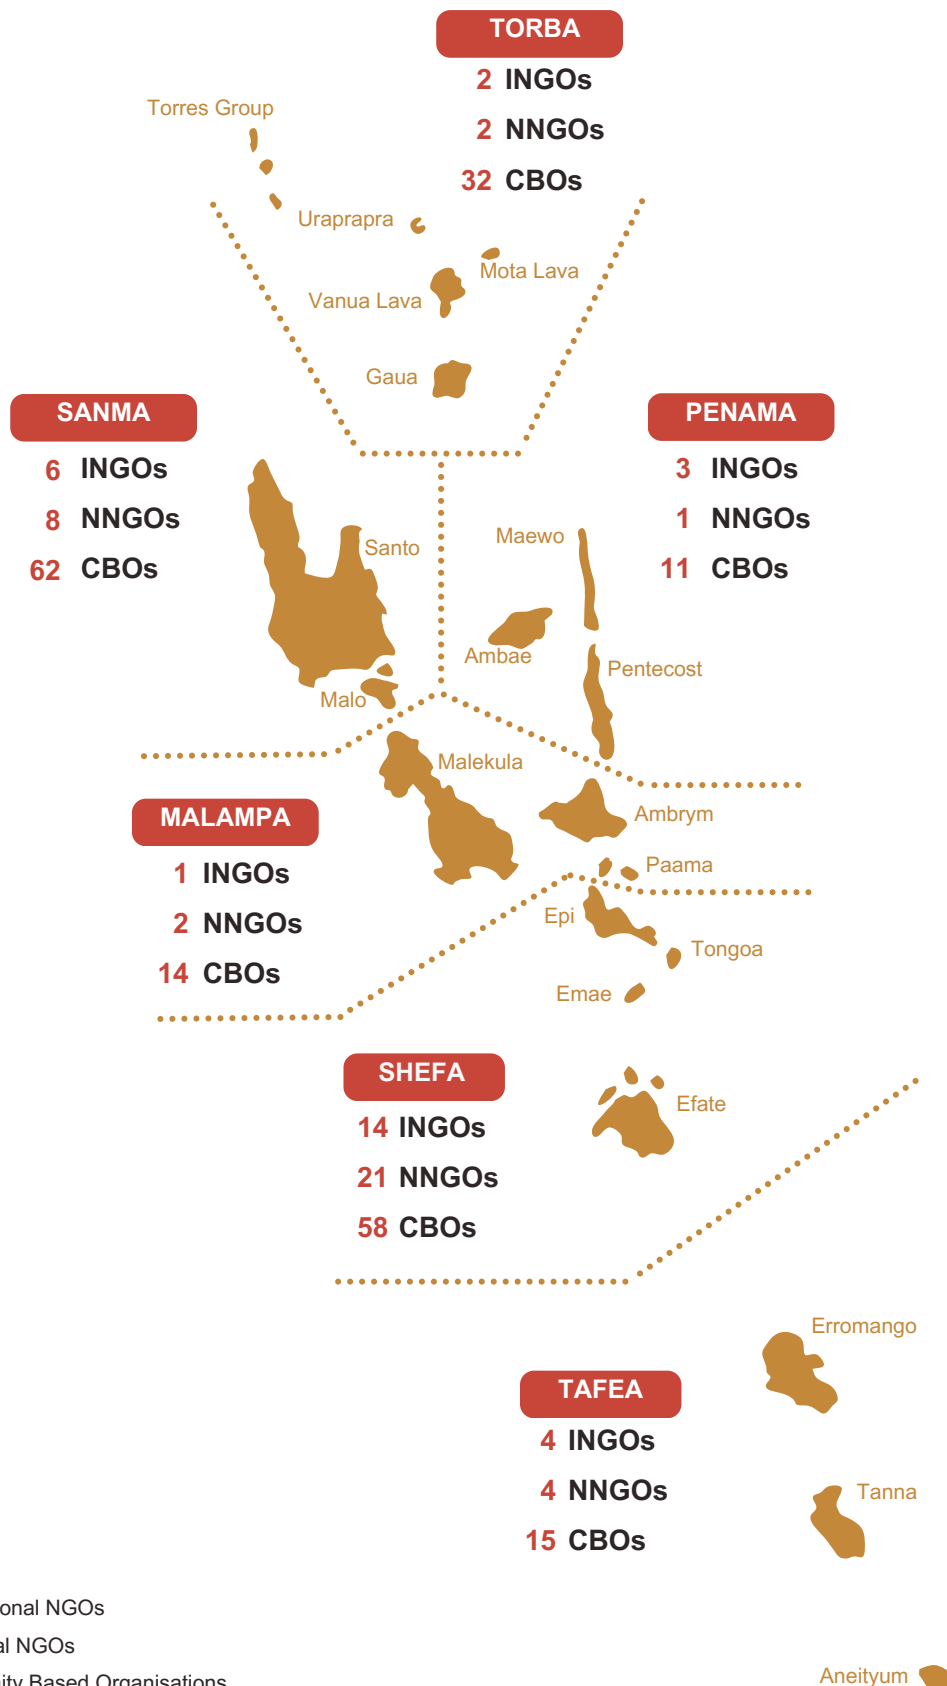 TORBA
2 INGOs
2 NNGOs
32 CBOs
Torres Group
Uraprapra
Mota Lava
Vanua Lava
Gaua
SANMA
6 INGOs
8 NNGOs
62 CBOs
PENAMA
3 INGOs
1 NNGOs
11 CBOs
Santo
Maewo
Ambae
Pentecost
Malo
Malekula
MALAMPA
1 INGOs
2 NNGOs
14 CBOs
Ambrym
Paama
Epi
Tongoa
Emae
SHEFA
14 INGOs
21 NNGOs
58 CBOs
Efate
Erromango
TAFEA
4 INGOs
4 NNGOs
15 CBOs
Tanna
onal NGOs
al NGOs
ity Based Organisations
Aneityum